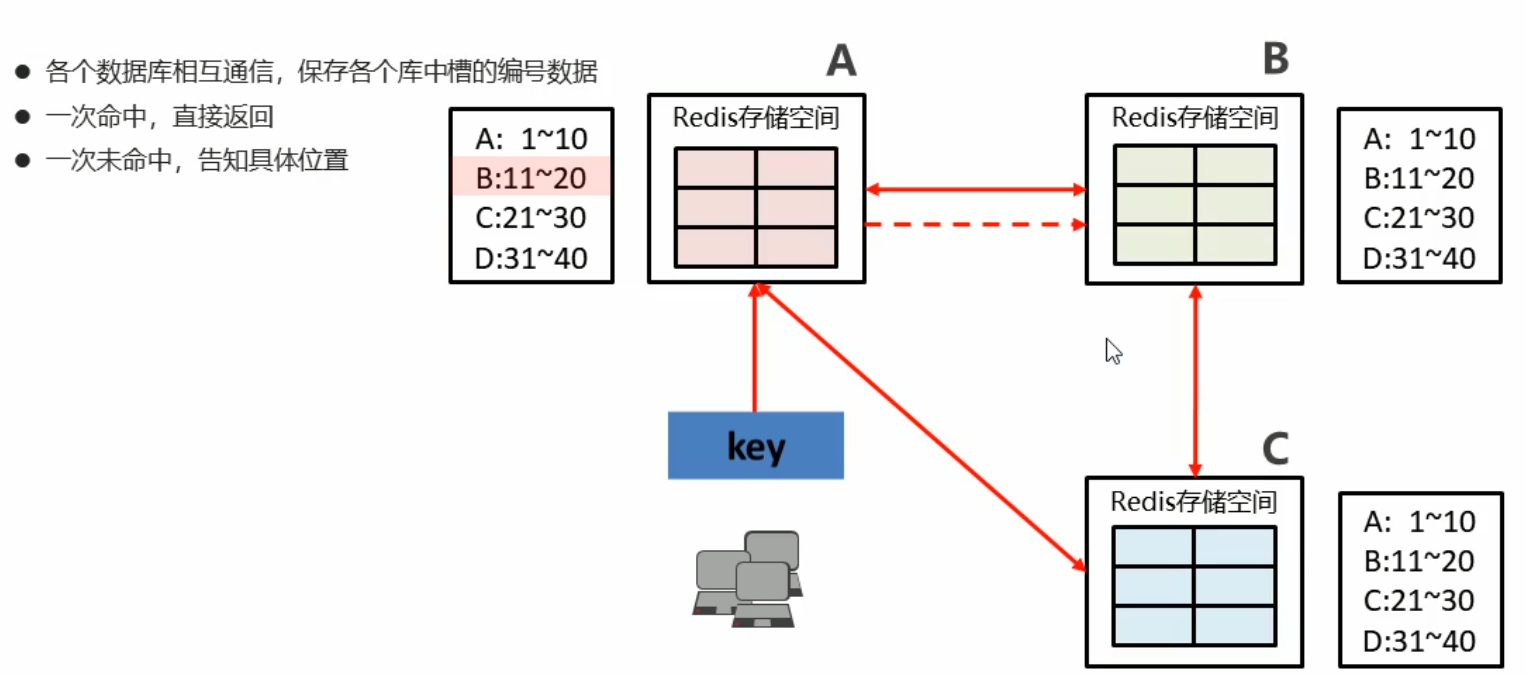 各个数据库相互通信，保存各个库中槽的编号数据
一次命中，直接返回
一次未命中，告知具体位置
A: 1~10
B:11~20
C:21~30
D:31~40
A
Redis存储空间
B
Redis存储空间
A: 1~10
B:11~20
C:21~30
D:31~40
key
C
Redis存储空间
A: 1~10
B:11~20
C:21~30
D:31~40